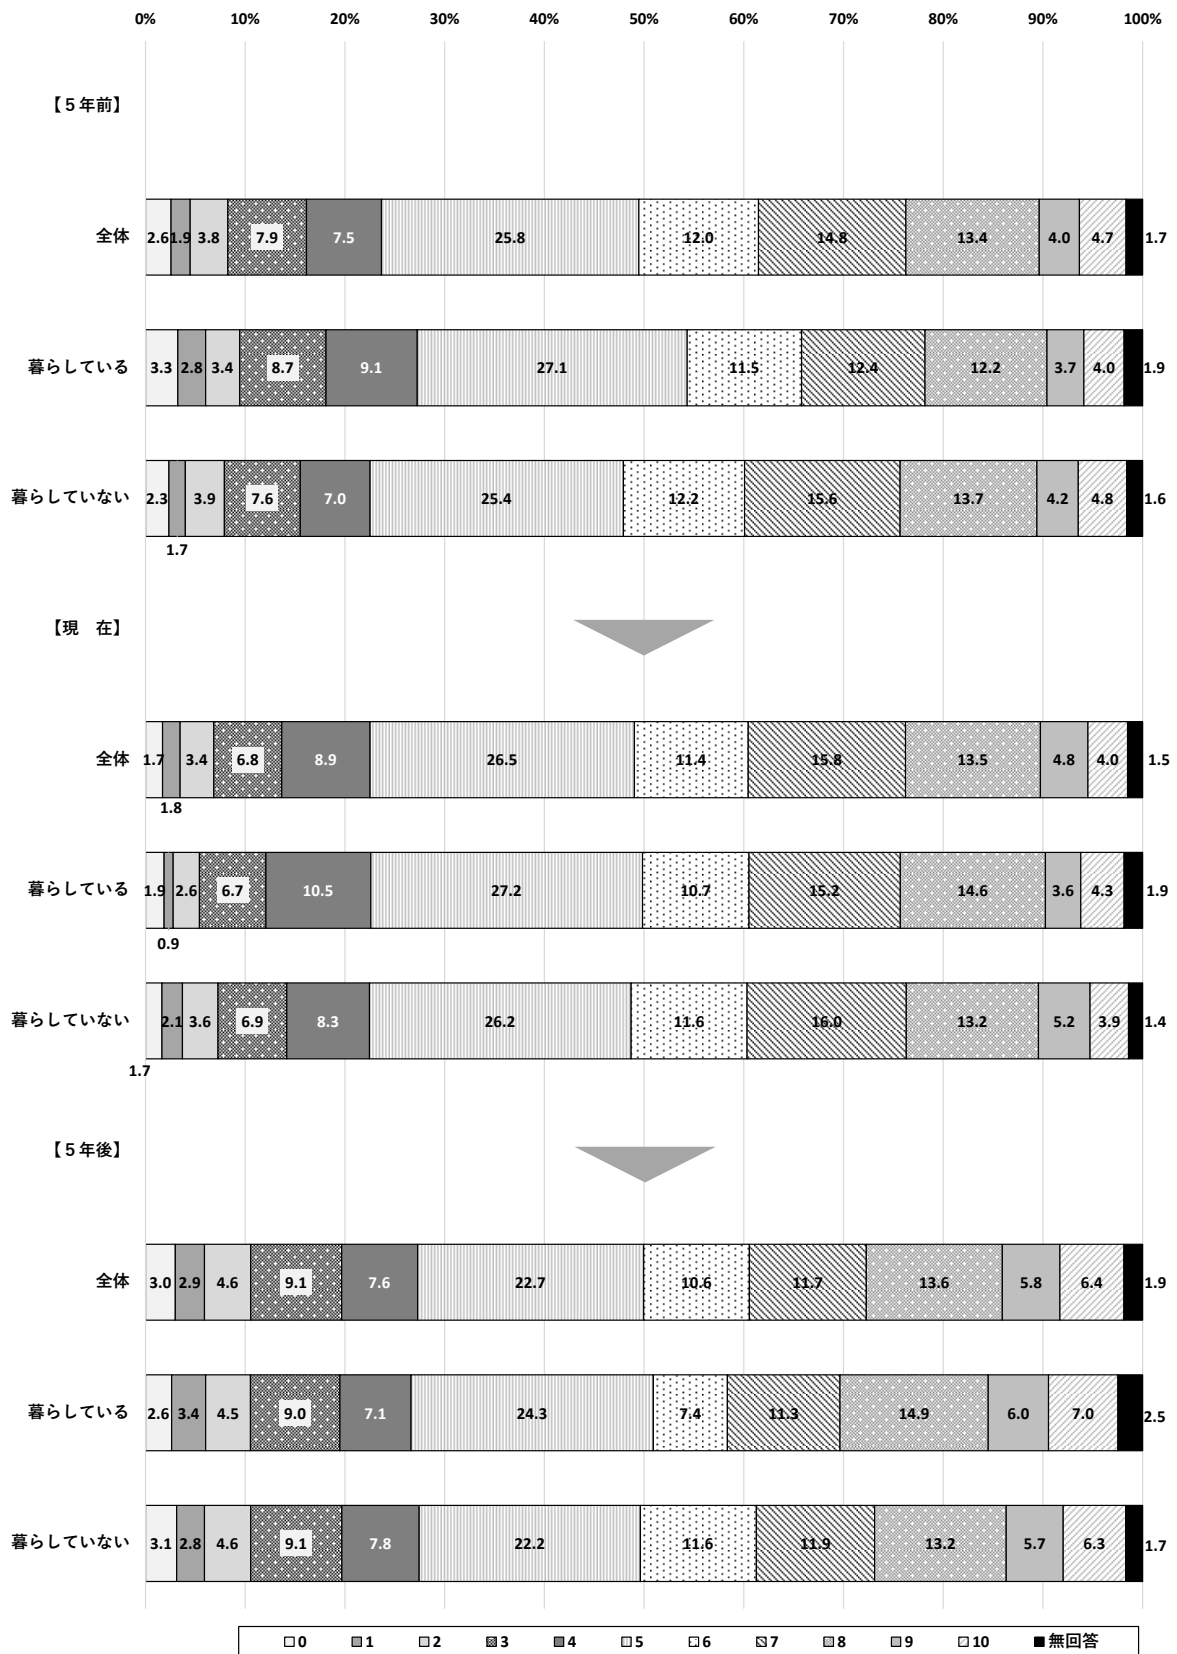 0% 10% 20% 30% 40% 50% 60% 70% 80% 90% 100%
【５年前】
全体 2.6 1.9 3.8 7.9 7.5 25.8 12.0 14.8 13.4 4.0 4.7 1.7
暮らしている 3.3 2.8 3.4 8.7 9.1 27.1 11.5 12.4 12.2 3.7 4.0 1.9
暮らしていない 2.3 3.9 7.6 7.0 25.4 12.2 15.6 13.7 4.2 4.8 1.6
1.7
【現　在】
全体 1.7 3.4 6.8 8.9 26.5 11.4 15.8 13.5 4.8 4.0 1.5
1.8
暮らしている 1.9 2.6 6.7 10.5 27.2 10.7 15.2 14.6 3.6 4.3 1.9
0.9
暮らしていない 2.1 3.6 6.9 8.3 26.2 11.6 16.0 13.2 5.2 3.9 1.4
1.7
【５年後】
全体 3.0 2.9 4.6 9.1 7.6 22.7 10.6 11.7 13.6 5.8 6.4 1.9
暮らしている 2.6 3.4 4.5 9.0 7.1 24.3 7.4 11.3 14.9 6.0 7.0 2.5
暮らしていない 3.1 2.8 4.6 9.1 7.8 22.2 11.6 11.9 13.2 5.7 6.3 1.7
0 1 2 3 4 5 6 7 8 9 10 無回答